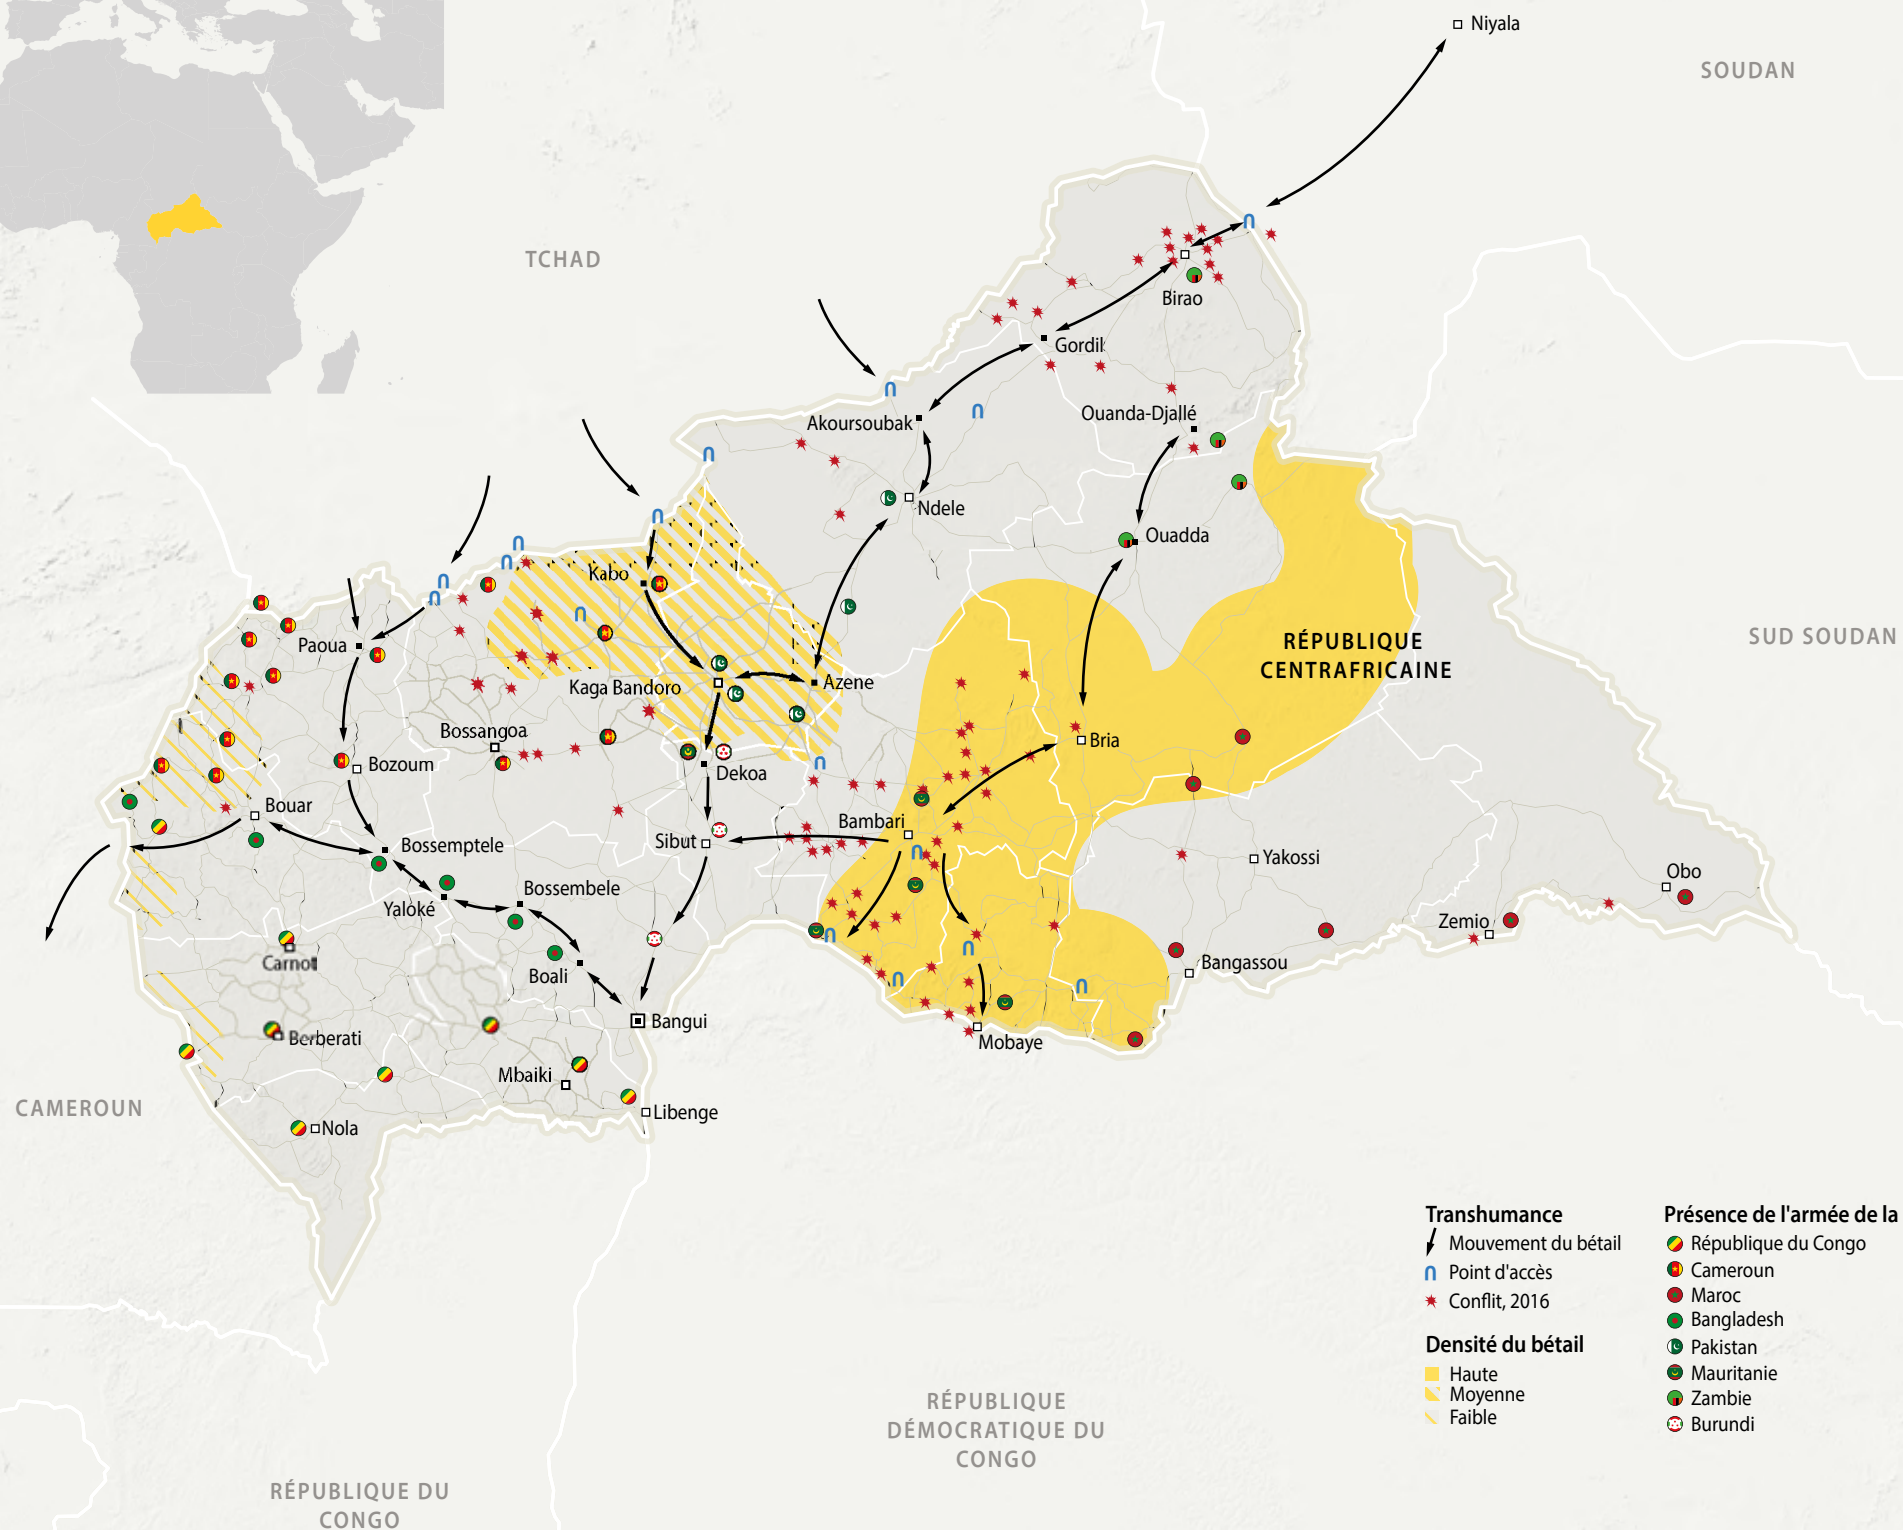 Niyala
SOUDAN
TCHAD
Birao
Gordil
Akoursoubak
Ouanda-Djallé
Ndele
Ouadda
Kabo
RÉPUBLIQUE
CENTRAFRICAINE
SUD SOUDAN
Paoua
Kaga Bandoro
Azene
Bossangoa
Bria
Bozoum
Dekoa
Bouar
Bambari
Bossemptele
Sibut
Yakossi
Obo
Bossembele
Yaloké
Zemio
Carnot
Boali
Bangassou
Bangui
Berberati
Mobaye
Mbaiki
CAMEROUN
Libenge
Nola
Transhumance
Mouvement du bétail
Point d'accès
Conflit, 2016
Densité du bétail
Haute
Moyenne
Faible
Présence de l'armée de la
République du Congo
Cameroun
Maroc
Bangladesh
Pakistan
Mauritanie
Zambie
Burundi
RÉPUBLIQUE
DÉMOCRATIQUE DU
CONGO
RÉPUBLIQUE DU
CONGO